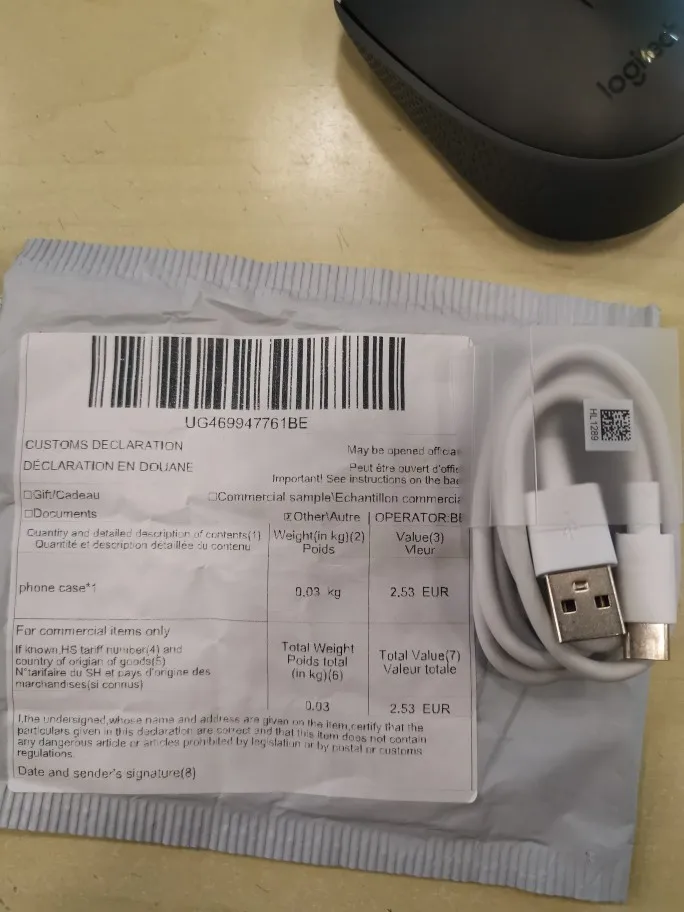 logitech
UG469947761BE
CUSTOMS DECLARATION
DÉCLARATION EN DOUANE
May be opened
Peut être ouvert
Important! See instructions on the
□Gift/Cadeau
□Commercial sample\Echantillon
□Documents
☒Other\Autre
OPERATOR:
Quantity and detailed description of contents(1)
Quantité et description détaillée du contenu
Weight(in kg)(2)
Poids
Value(3)
Vleur
phone case*1
0.03 kg
2.53 EUR
For commercial items only
If known,HS tariff number(4) and
country of origian of goods(5)
N°tarifaire du SH et pays d'origine des
marchandises(si connus)
Total Weight
Poids total
(in kg)(6)
Total Value(7)
Valeur totale
0.03
2.53 EUR
I,the undersigned,whose name and address are given on the item,certify that the
particulars given in this declaration are correct and that this item does not contain
any dangerous article or articles prohibited by legislation or by postal or customs
regulations.
Date and sender's signature(8)
HL1289